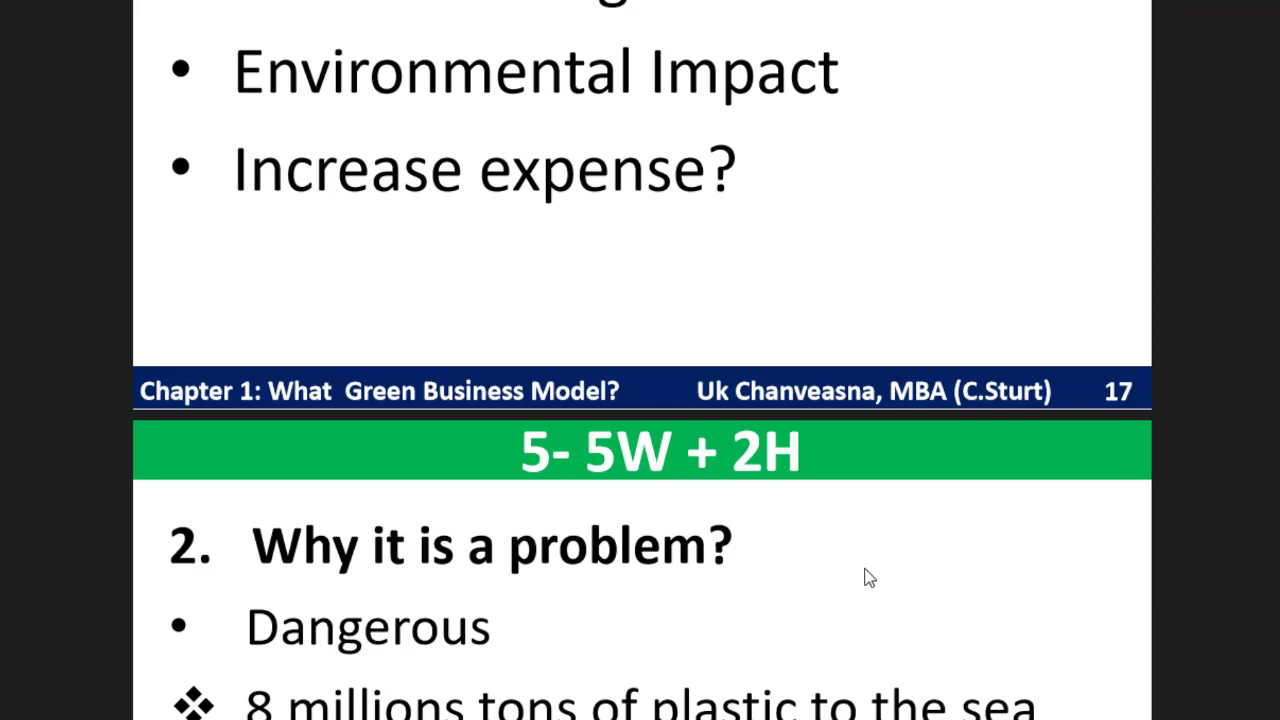 • Environmental Impact
• Increase expense?
Chapter 1: What Green Business Model? Uk Chanveasna, MBA (C.Sturt) 17
5- 5W + 2H
2. Why it is a problem?
• Dangerous
❖ 8 millions tons of plastic to the sea